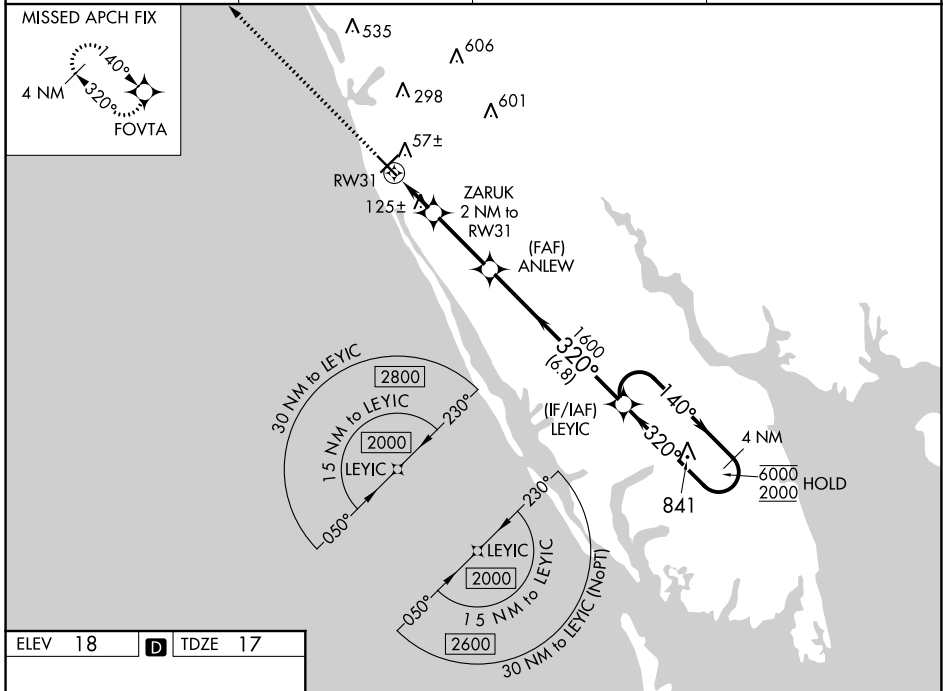 MISSED APCH FIX
140°
4 NM
320°
FOVTA
535
606
298
601
57±
RW31
125±
ZARUK
2 NM to
RW31
(FAF)
ANLEW
1600
320°
(6.8)
(IF/IAF)
LEYIC
140°
320°
4 NM
6000
2000
HOLD
841
30 NM to LEYIC
2800
15 NM to LEYIC
2000
230°
LEYIC
050°
230°
LEYIC
050°
2000
15 NM to LEYIC
2600
30 NM to LEYIC (NoPT)
ELEV 18 D TDZE 17